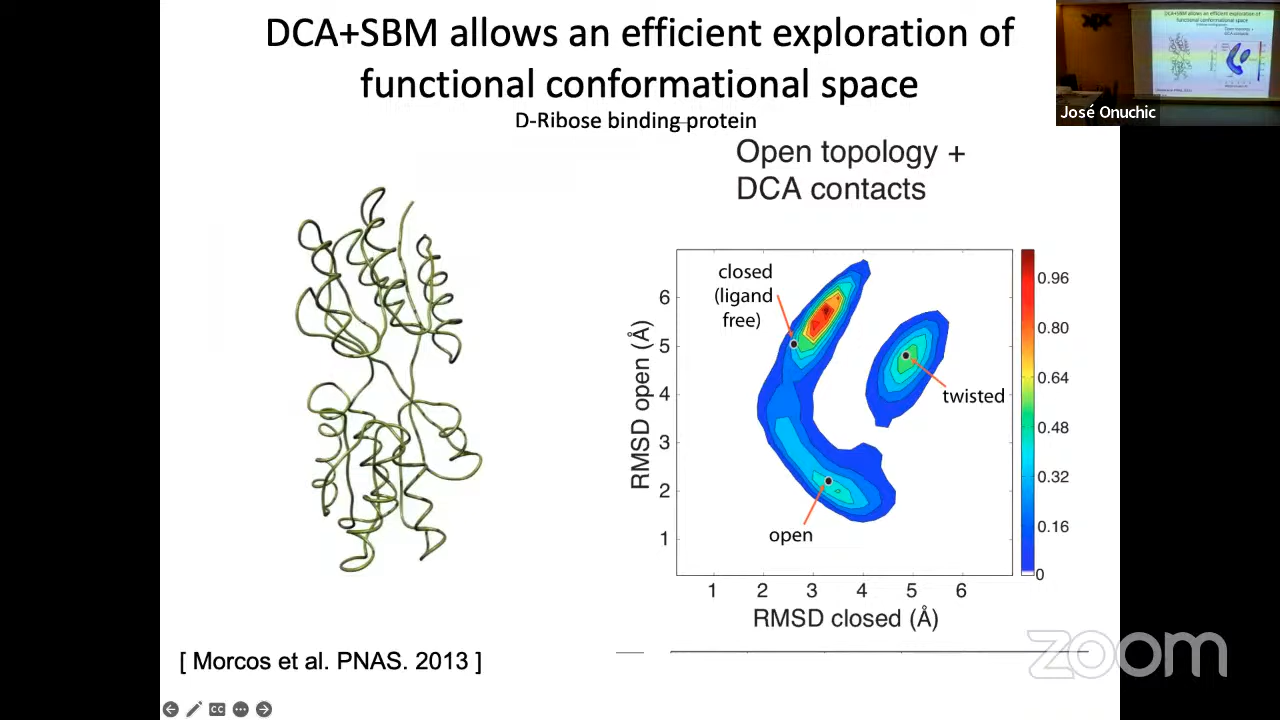 DCA+SBM allows an efficient exploration of
functional conformational space
D-Ribose binding protein
José Onuchic
Open topology +
DCA contacts
closed
(ligand
free)
twisted
open
RMSD open (Å)
6
5
4
3
2
1
1 2 3 4 5 6
RMSD closed (Å)
0.96
0.80
0.64
0.48
0.32
0.16
0
[ Morcos et al. PNAS. 2013 ]
CC
zoom